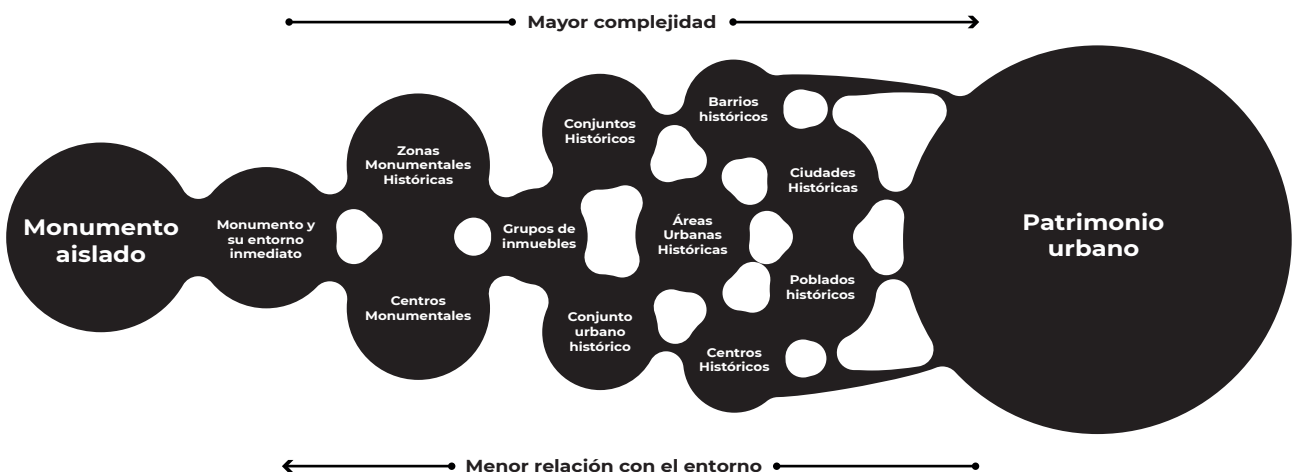 Mayor complejidad
Monumento
aislado
Monumento y
su entorno
inmediato
Zonas
Monumentales
Históricas
Centros
Monumentales
Conjuntos
Históricos
Grupos de
inmuebles
Conjunto
urbano
histórico
Barrios
históricos
Áreas
Urbanas
Históricas
Centros
Históricos
Ciudades
Históricas
Poblados
históricos
Patrimonio
urbano
Menor relación con el entorno